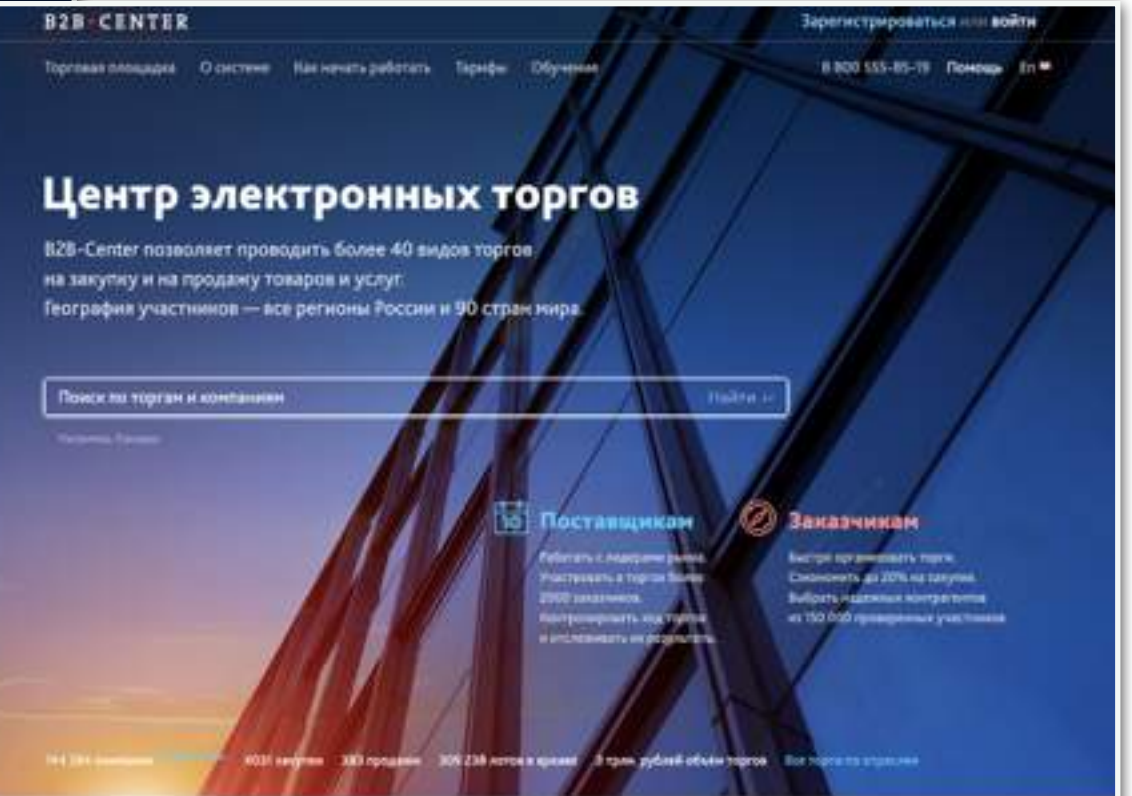 B2B-CENTER
Зарегистрироваться или войти
Торговая площадка О системе Как начать работать Тарифы Обучение
8 800 555-85-19 Помощь En
Центр электронных торгов
B2B-Center позволяет проводить более 40 видов торгов
на закупку и на продажу товаров и услуг.
География участников — все регионы России и 90 стран мира.
Поиск по торгам и компаниям Найти
Поставщикам
Работать с лидерами рынка.
Участвовать в торгах более
заказчиков.
Контролировать ход торгов
и отслеживать их результаты.
Заказчикам
Быстро организовать торги.
Сэкономить до 20% на закупке.
Выбрать надежных контрагентов
из 150 000 проверенных участников
закупки 383 продажи лотов в архиве 3 трлн. рублей объём торгов Все торги по отраслям